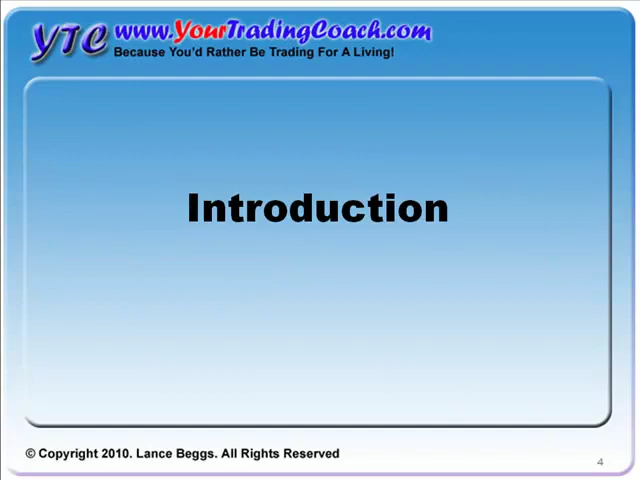 YTC
www.YourTradingCoach.com
Because You'd Rather Be Trading For A Living!
Introduction
© Copyright 2010. Lance Beggs. All Rights Reserved
4